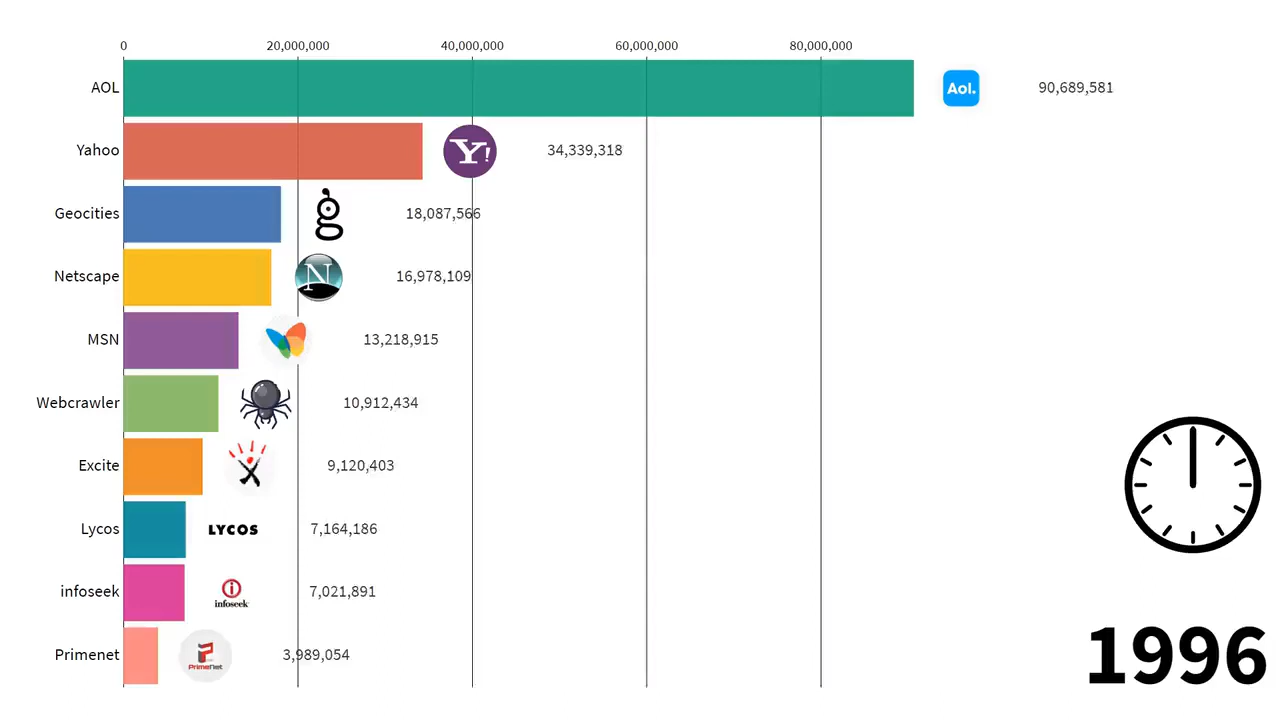 0 20,000,000 40,000,000 60,000,000 80,000,000
AOL Aol. 90,689,581
Yahoo Y! 34,339,318
Geocities g 18,087,566
Netscape N 16,978,109
MSN 13,218,915
Webcrawler 10,912,434
Excite 9,120,403
Lycos LYCOS 7,164,186
infoseek infoseek 7,021,891
Primenet PrimeNet 3,989,054
1996